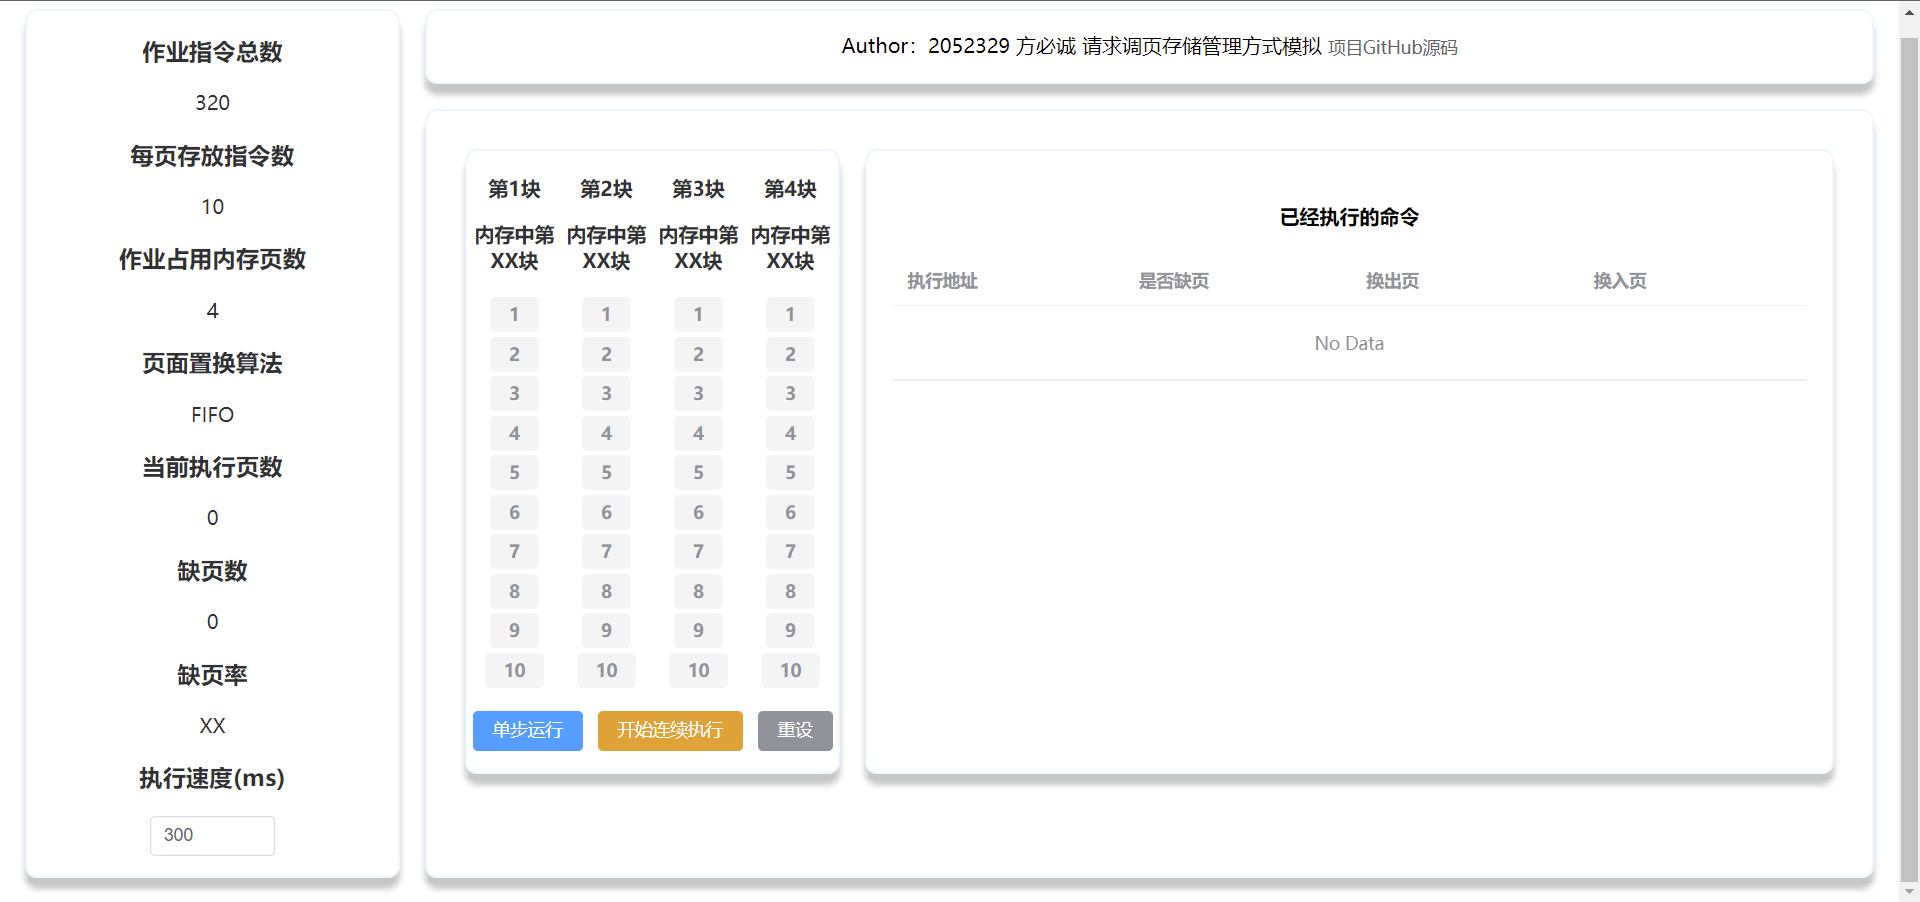 作业指令总数
320
每页存放指令数
10
作业占用内存页数
4
页面置换算法
FIFO
当前执行页数
0
缺页数
0
缺页率
XX
执行速度(ms)
300
Author：2052329 方必诚 请求调页存储管理方式模拟 项目GitHub源码
第1块 第2块 第3块 第4块
内存中第 内存中第 内存中第 内存中第
XX块 XX块 XX块 XX块
1 1 1 1
2 2 2 2
3 3 3 3
4 4 4 4
5 5 5 5
6 6 6 6
7 7 7 7
8 8 8 8
9 9 9 9
10 10 10 10
单步运行 开始连续执行 重设
已经执行的命令
执行地址 是否缺页 换出页 换入页
No Data